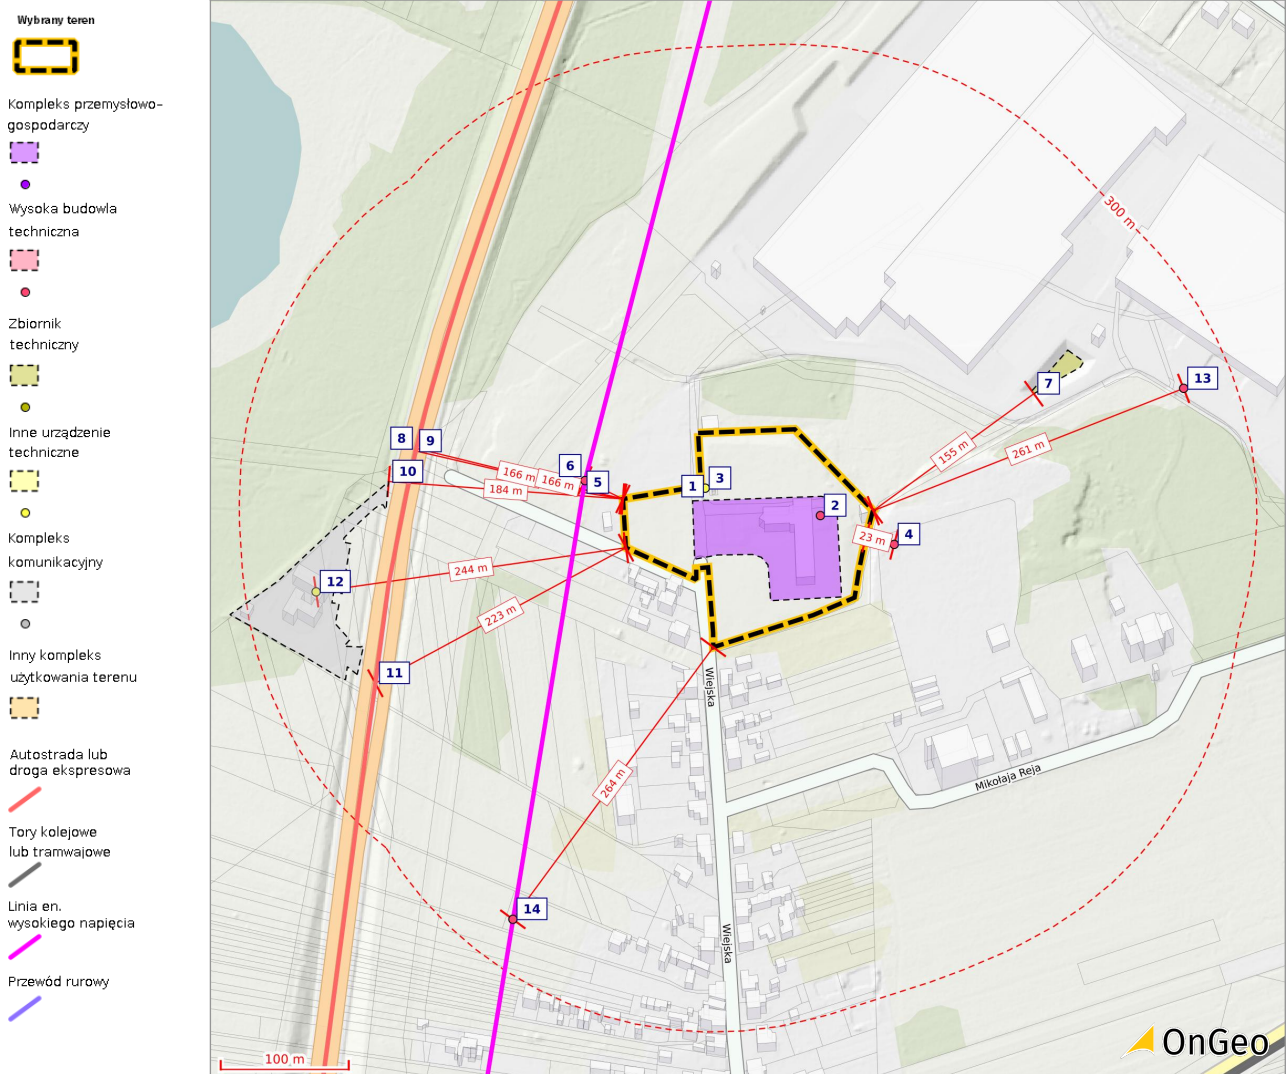 Wybrany teren
Kompleks przemysłowo-
gospodarczy
Wysoka budowla
techniczna
Zbiornik
techniczny
Inne urządzenie
techniczne
Kompleks
komunikacyjny
Inny kompleks
użytkowania terenu
Autostrada lub
droga ekspresowa
Tory kolejowe
lub tramwajowe
Linia en.
wysokiego napięcia
Przewód rurowy
300 m
13
7
155 m
261 m
8
9
10
166 m
166 m
184 m
6
5
1
3
2
23 m
4
12
244 m
223 m
11
Wiejska
264 m
Mikołaja Reja
14
Wiejska
100 m
OnGeo